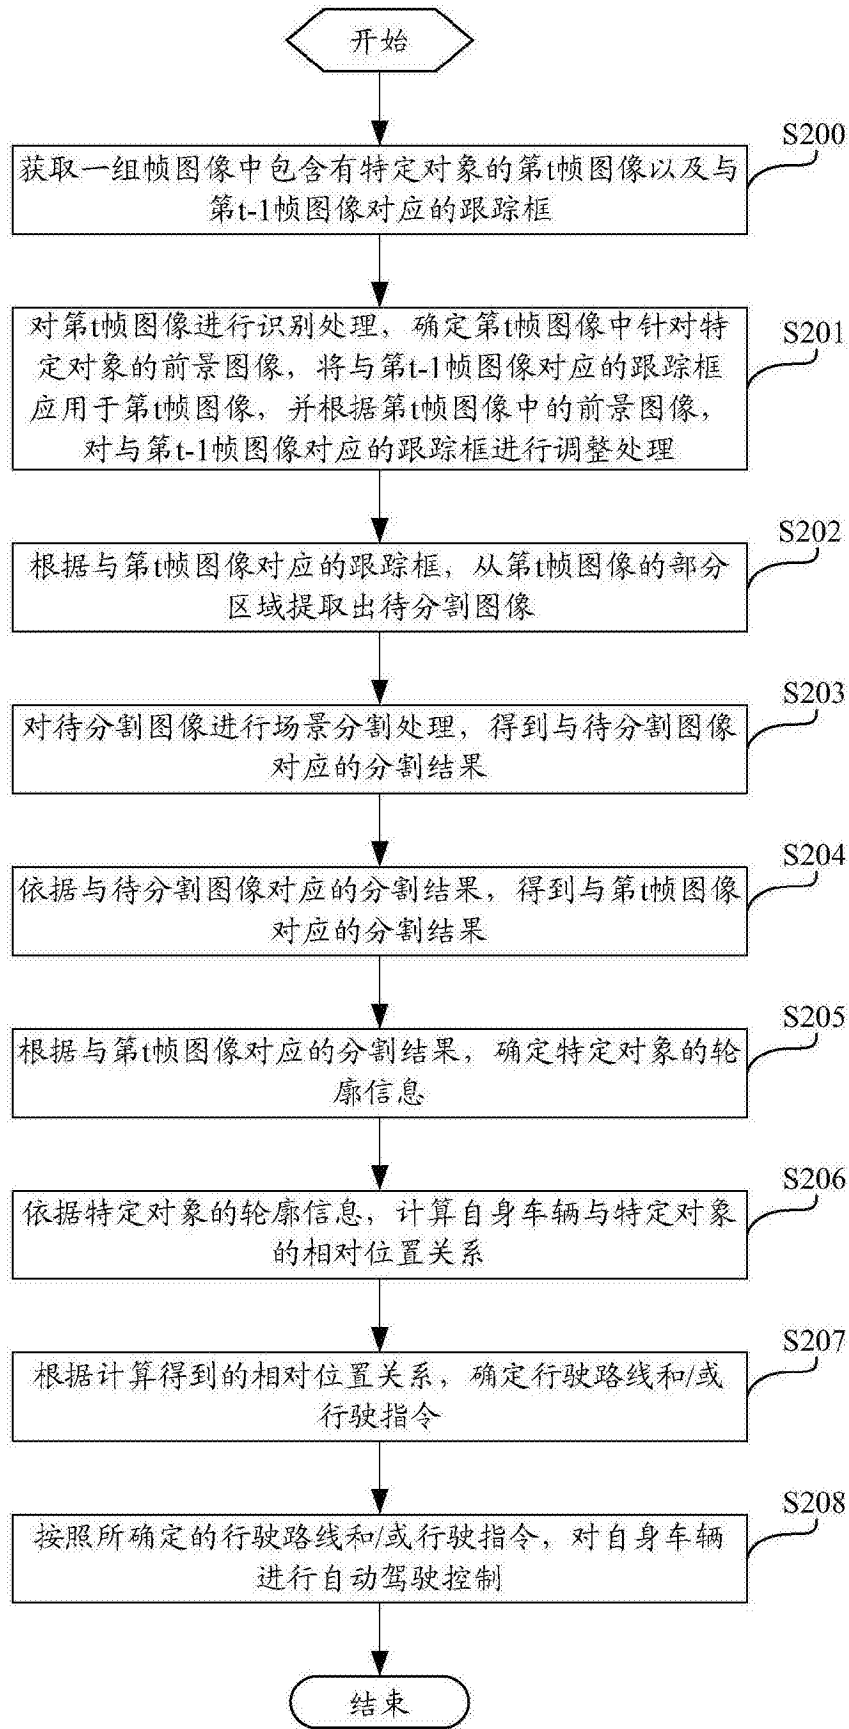 开始
S200
获取一组帧图像中包含有特定对象的第t帧图像以及与
第t-1帧图像对应的跟踪框
S201
对第t帧图像进行识别处理，确定第t帧图像中针对特
定对象的前景图像，将与第t-1帧图像对应的跟踪框
应用于第t帧图像，并根据第t帧图像中的前景图像，
对与第t-1帧图像对应的跟踪框进行调整处理
S202
根据与第t帧图像对应的跟踪框，从第t帧图像的部分
区域提取出待分割图像
S203
对待分割图像进行场景分割处理，得到与待分割图像
对应的分割结果
S204
依据与待分割图像对应的分割结果，得到与第t帧图像
对应的分割结果
S205
根据与第t帧图像对应的分割结果，确定特定对象的轮
廓信息
S206
依据特定对象的轮廓信息，计算自身车辆与特定对象
的相对位置关系
S207
根据计算得到的相对位置关系，确定行驶路线和/或
行驶指令
S208
按照所确定的行驶路线和/或行驶指令，对自身车辆
进行自动驾驶控制
结束